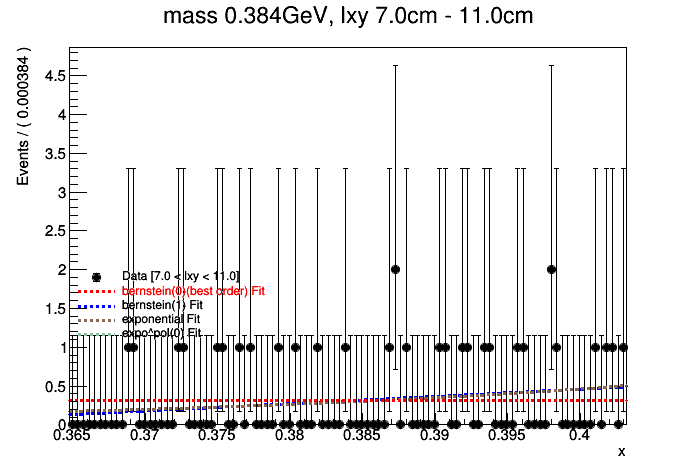 mass 0.384GeV, lxy 7.0cm - 11.0cm
Events / ( 0.000384 )
4.5
4
3.5
3
2.5
2
1.5
1
0.5
0
Data [7.0 < lxy < 11.0]
bernstein(0)(best order) Fit
bernstein(1) Fit
exponential Fit
expo^pol(0) Fit
0.365 0.37 0.375 0.38 0.385 0.39 0.395 0.4
x